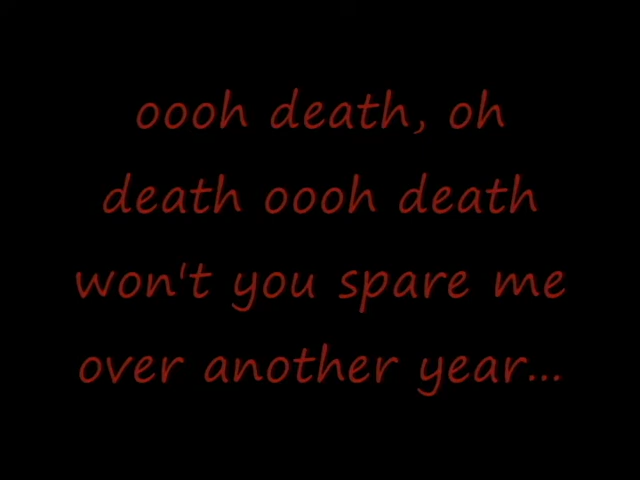 oooh death, oh
death oooh death
won't you spare me
over another year...